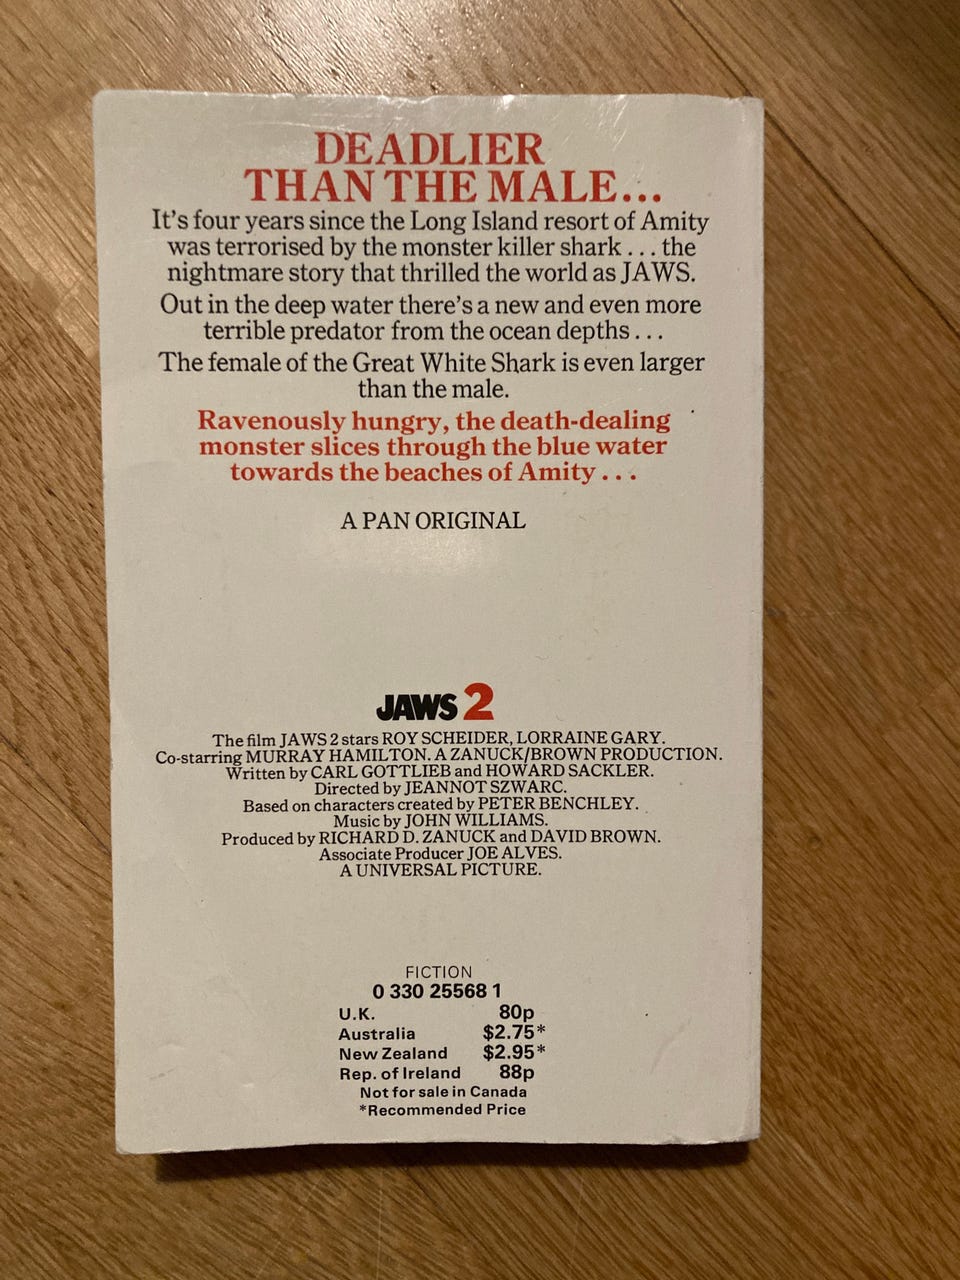 DEADLIER
THAN THE MALE...
It's four years since the Long Island resort of Amity
was terrorised by the monster killer shark . . . the
nightmare story that thrilled the world as JAWS.
Out in the deep water there's a new and even more
terrible predator from the ocean depths . . .
The female of the Great White Shark is even larger
than the male.
Ravenously hungry, the death-dealing
monster slices through the blue water
towards the beaches of Amity . . .
A PAN ORIGINAL
JAWS 2
The film JAWS 2 stars ROY SCHEIDER, LORRAINE GARY.
Co-starring MURRAY HAMILTON. A ZANUCK/BROWN PRODUCTION.
Written by CARL GOTTLIEB and HOWARD SACKLER.
Directed by JEANNOT SZWARC.
Based on characters created by PETER BENCHLEY.
Music by JOHN WILLIAMS.
Produced by RICHARD D. ZANUCK and DAVID BROWN.
Associate Producer JOE ALVES.
A UNIVERSAL PICTURE.
FICTION
0 330 25568 1
U.K. 80p
Australia $2.75*
New Zealand $2.95*
Rep. of Ireland 88p
Not for sale in Canada
*Recommended Price